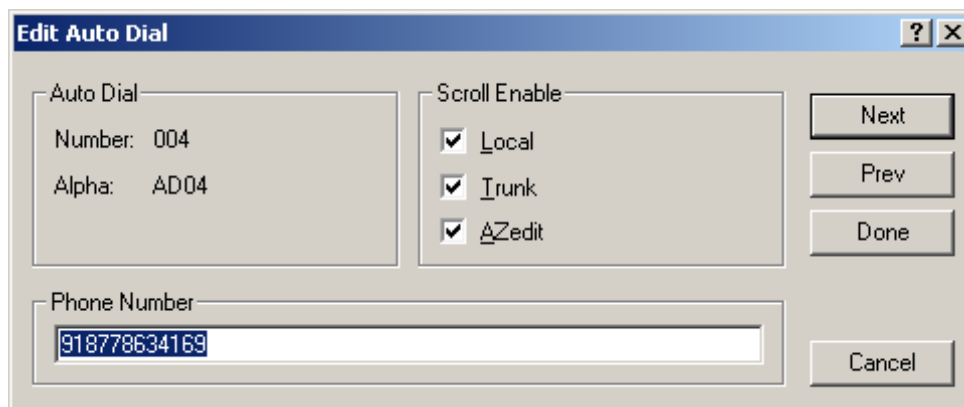 Edit Auto Dial
Auto Dial
Number: 004
Alpha: AD04
Scroll Enable
Local
Trunk
AZedit
Next
Prev
Done
Phone Number
918778634169
Cancel